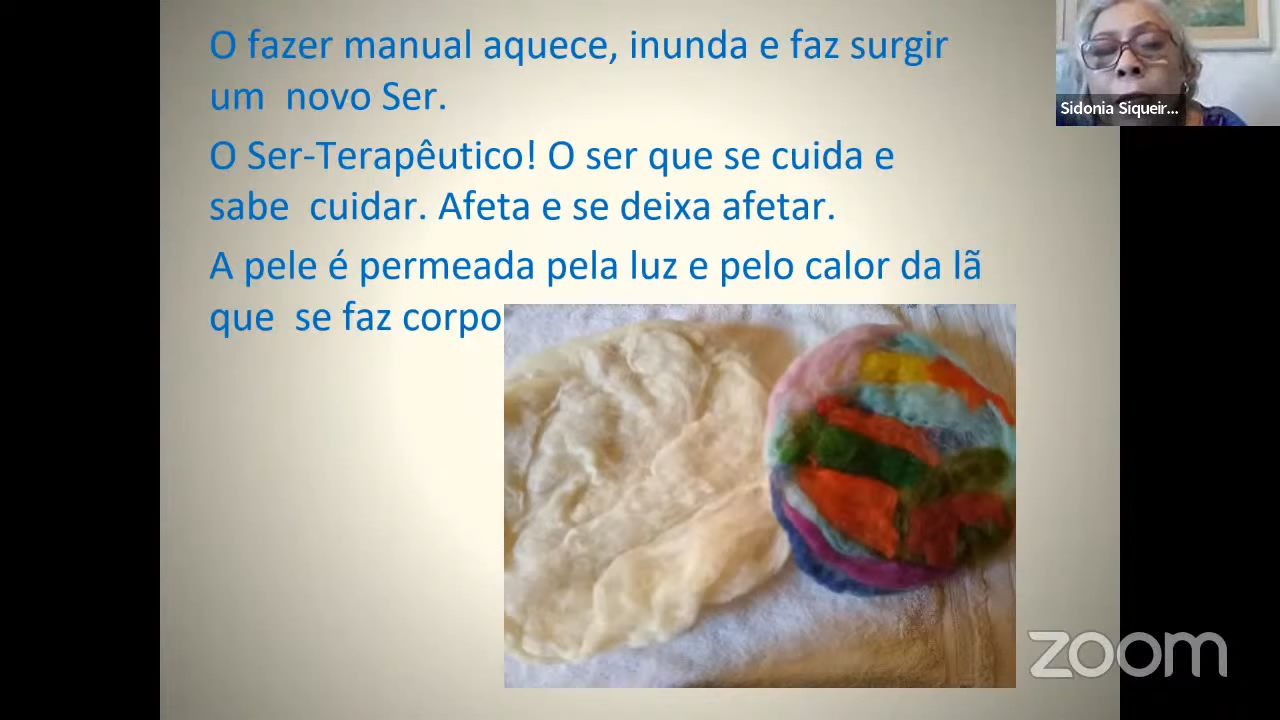 O fazer manual aquece, inunda e faz surgir
um novo Ser.
O Ser-Terapêutico! O ser que se cuida e
sabe cuidar. Afeta e se deixa afetar.
A pele é permeada pela luz e pelo calor da lã
que se faz corpo
Sidonia Siqueir...
zoom